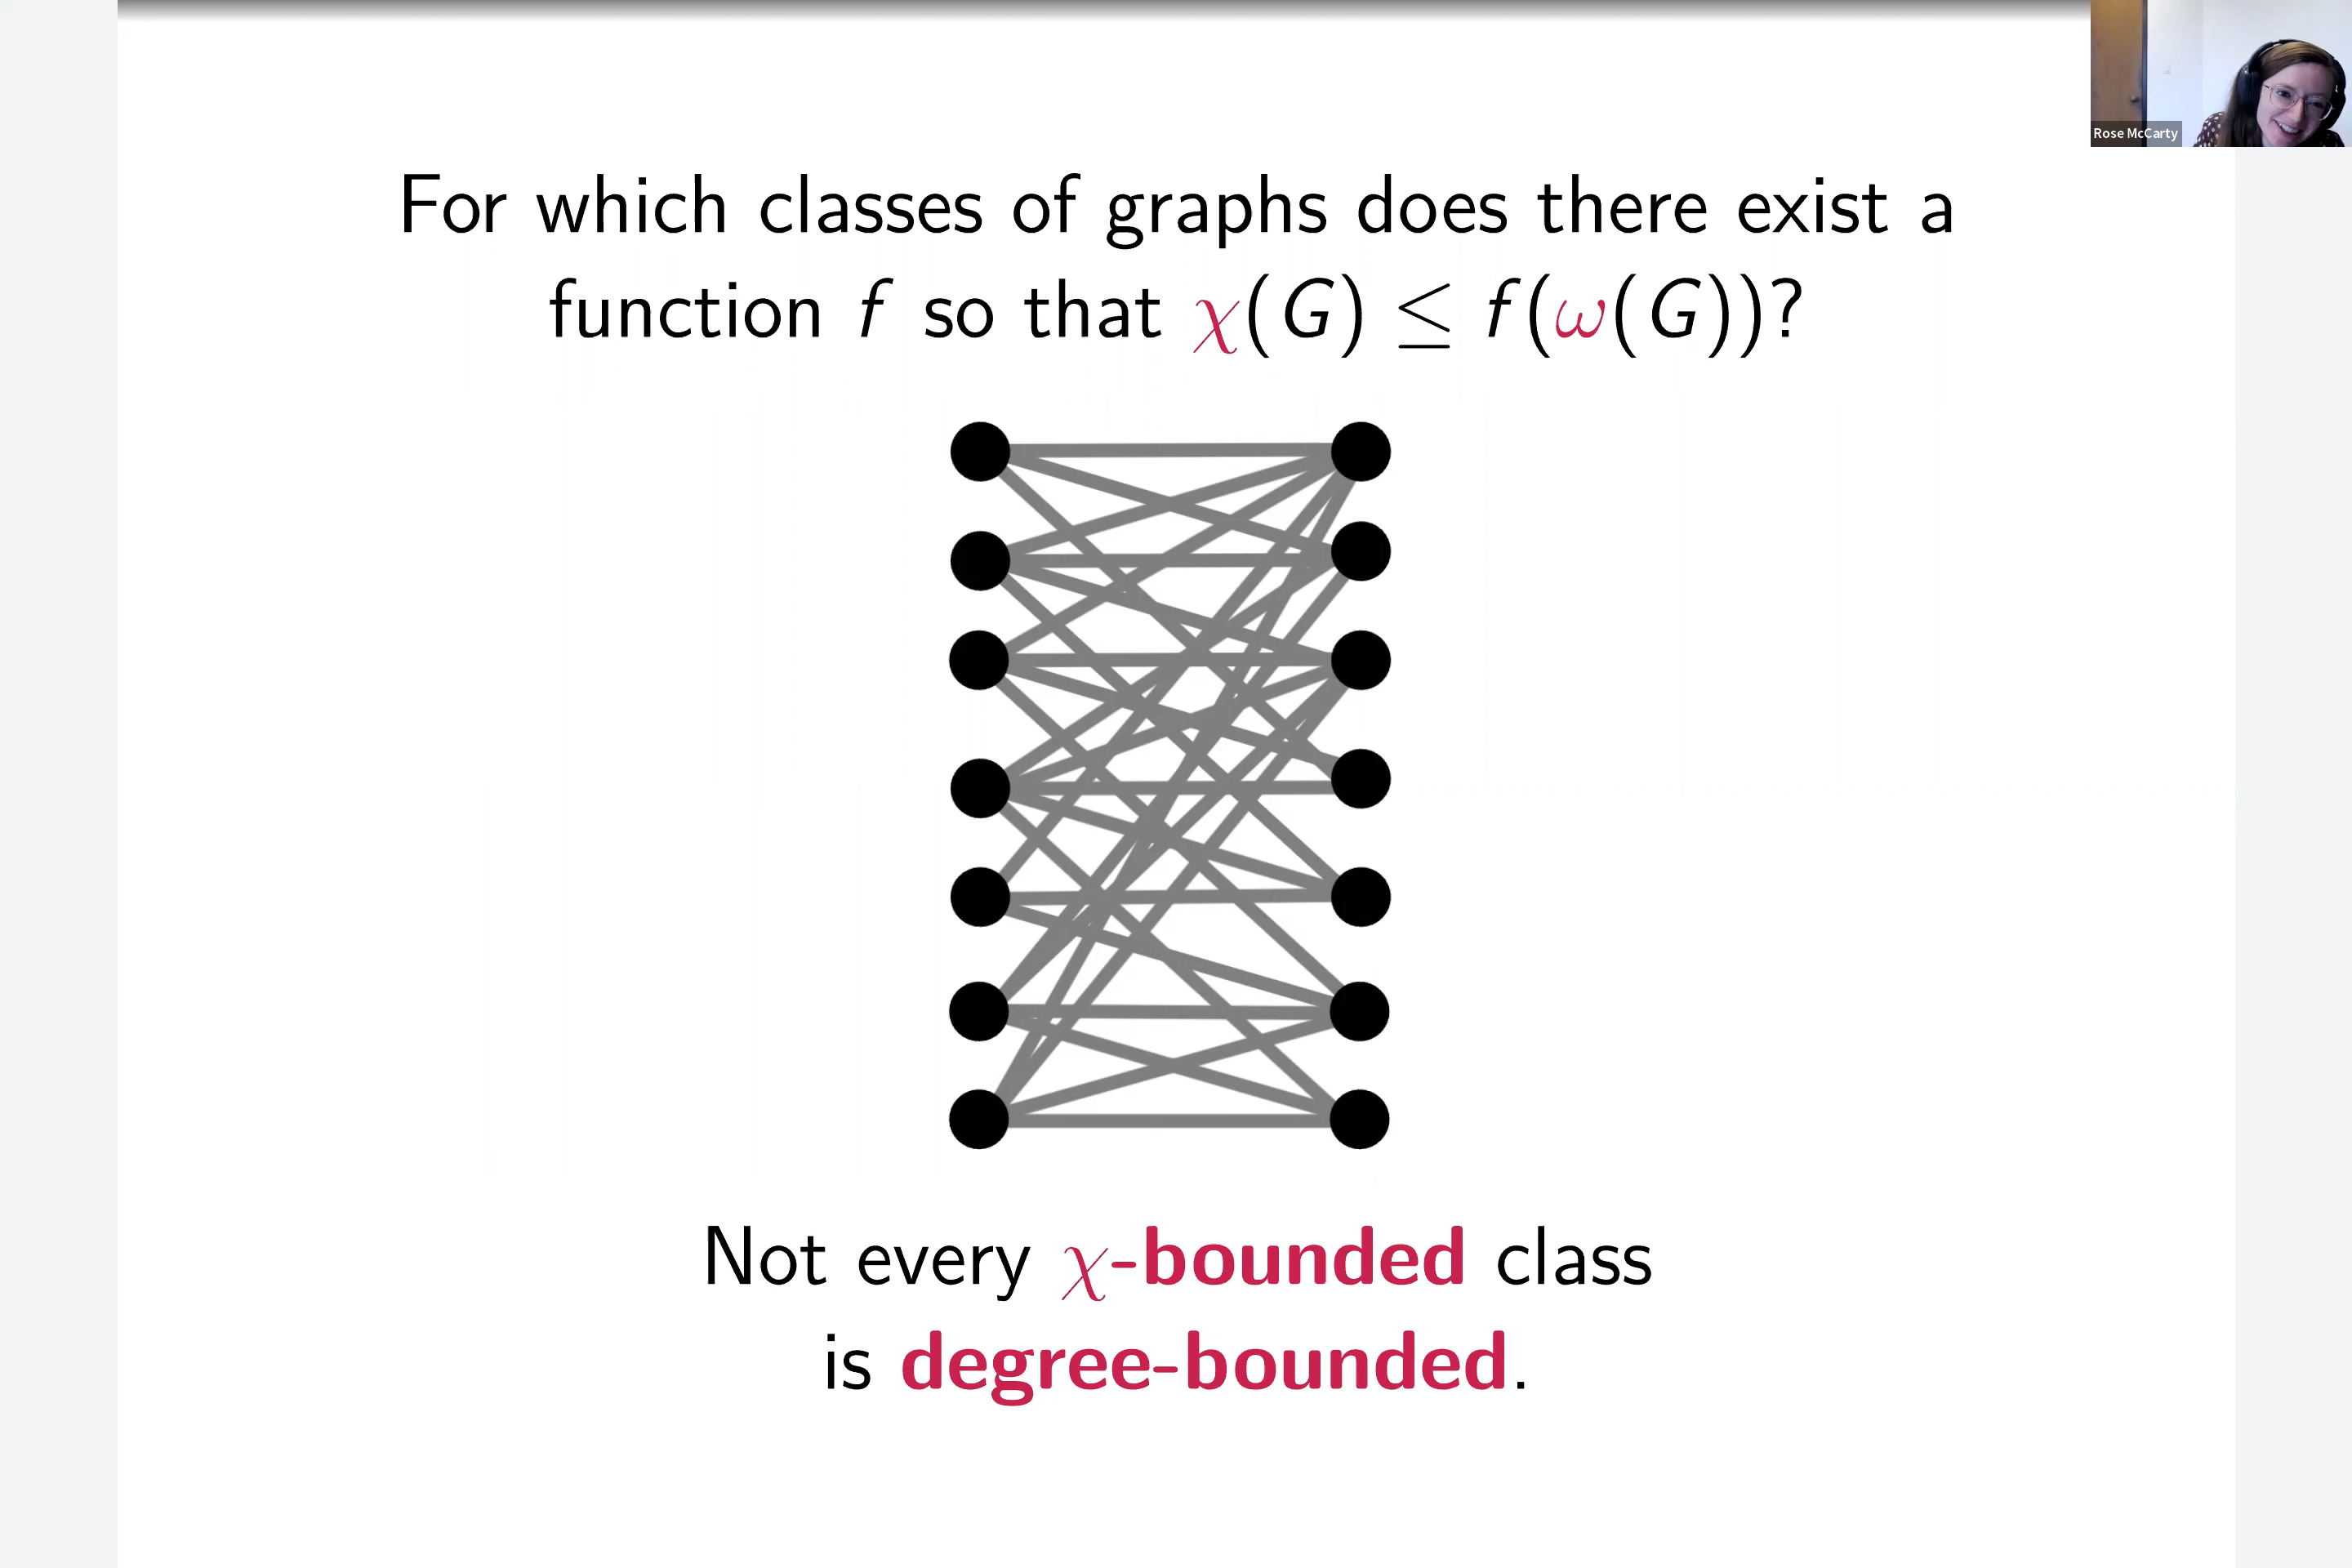 Rose McCarty
For which classes of graphs does there exist a
function f so that χ(G) ≤ f(ω(G))?
Not every χ-bounded class
is degree-bounded.